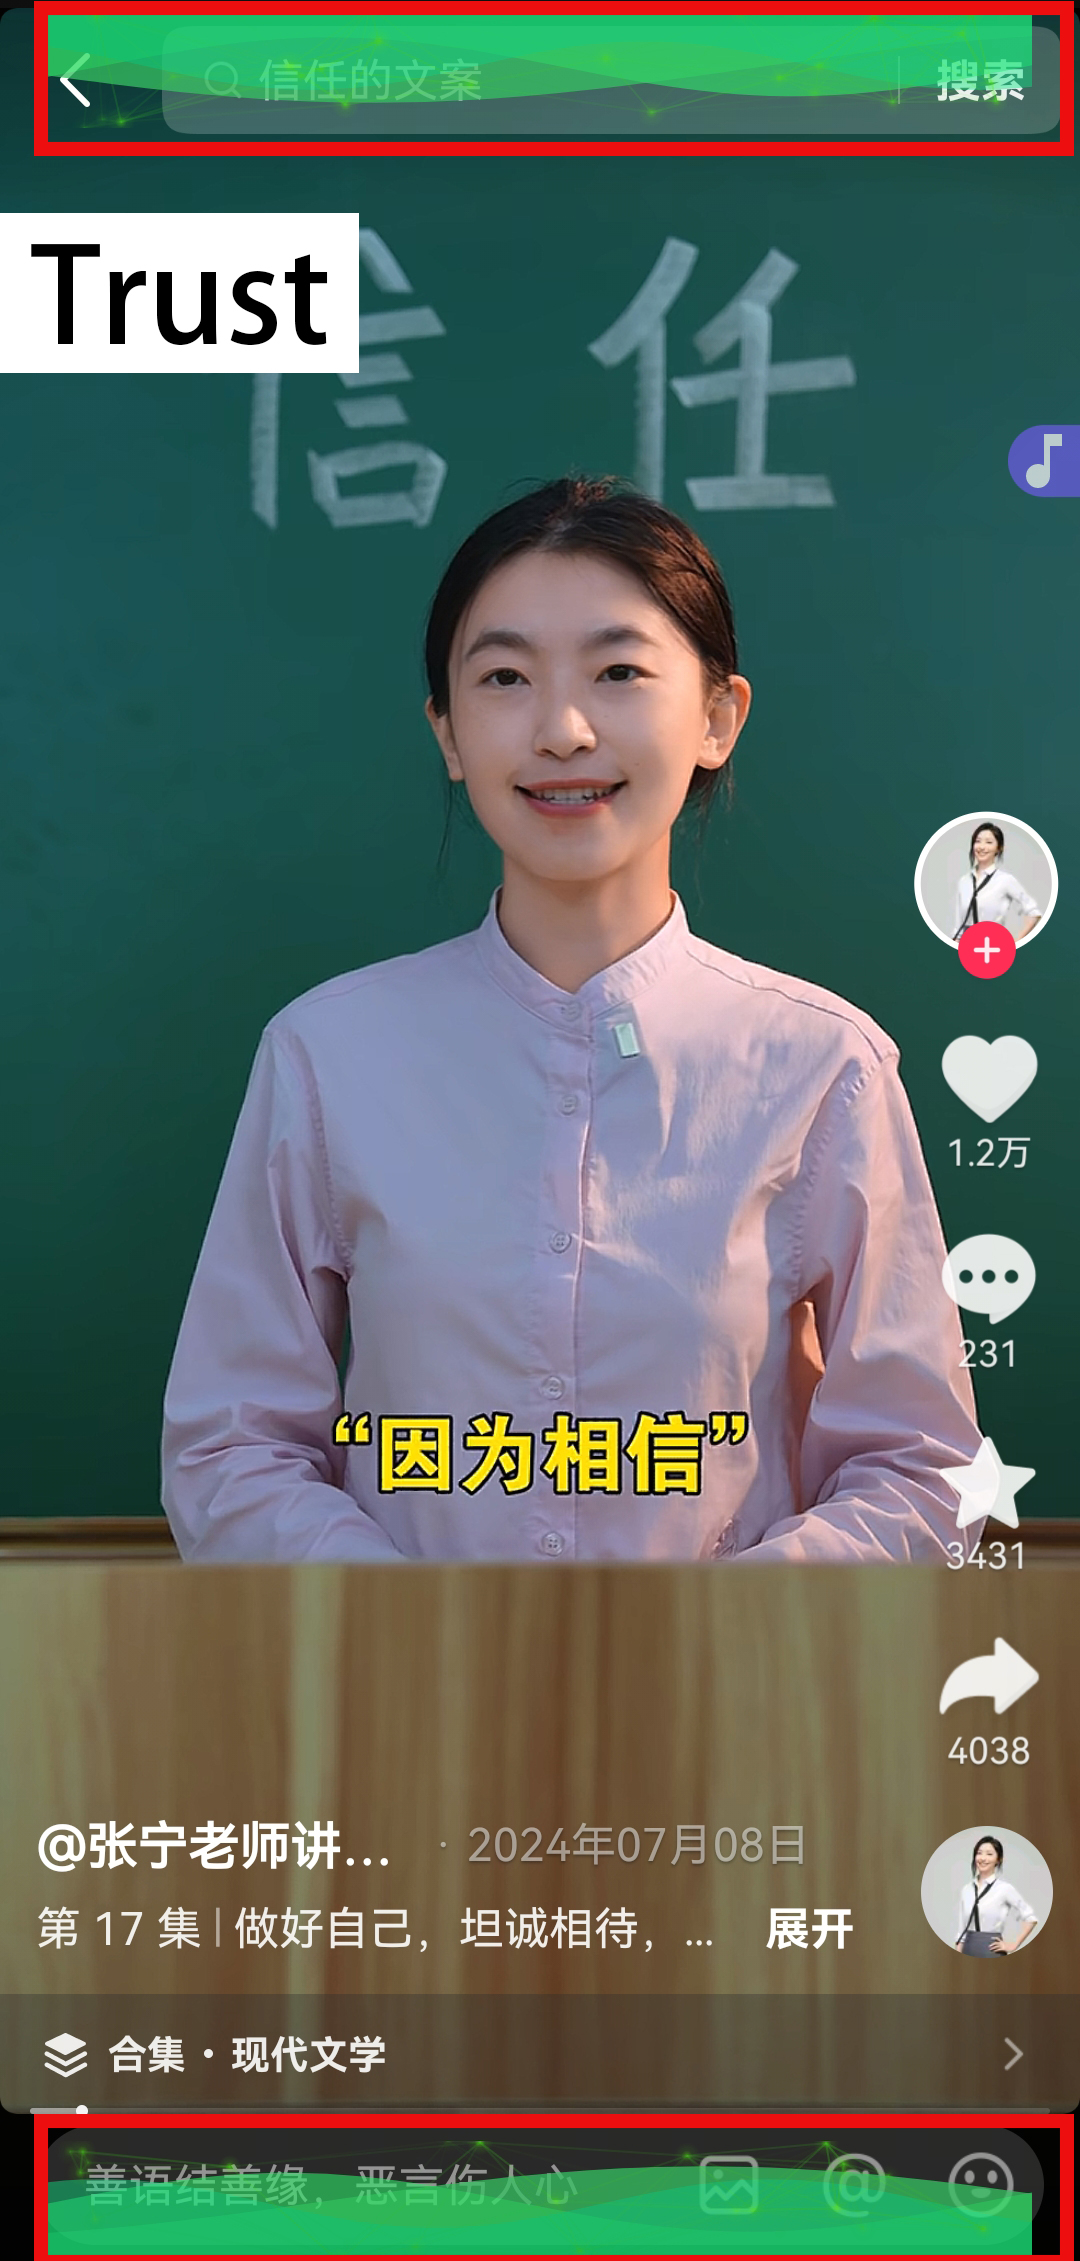 信任的文案
搜索
Trust
信任
1.2万
231
“因为相信”
3431
4038
@张宁老师讲... · 2024年07月08日
第 17 集 | 做好自己，坦诚相待，... 展开
合集 · 现代文学
善语结善缘，恶言伤人心